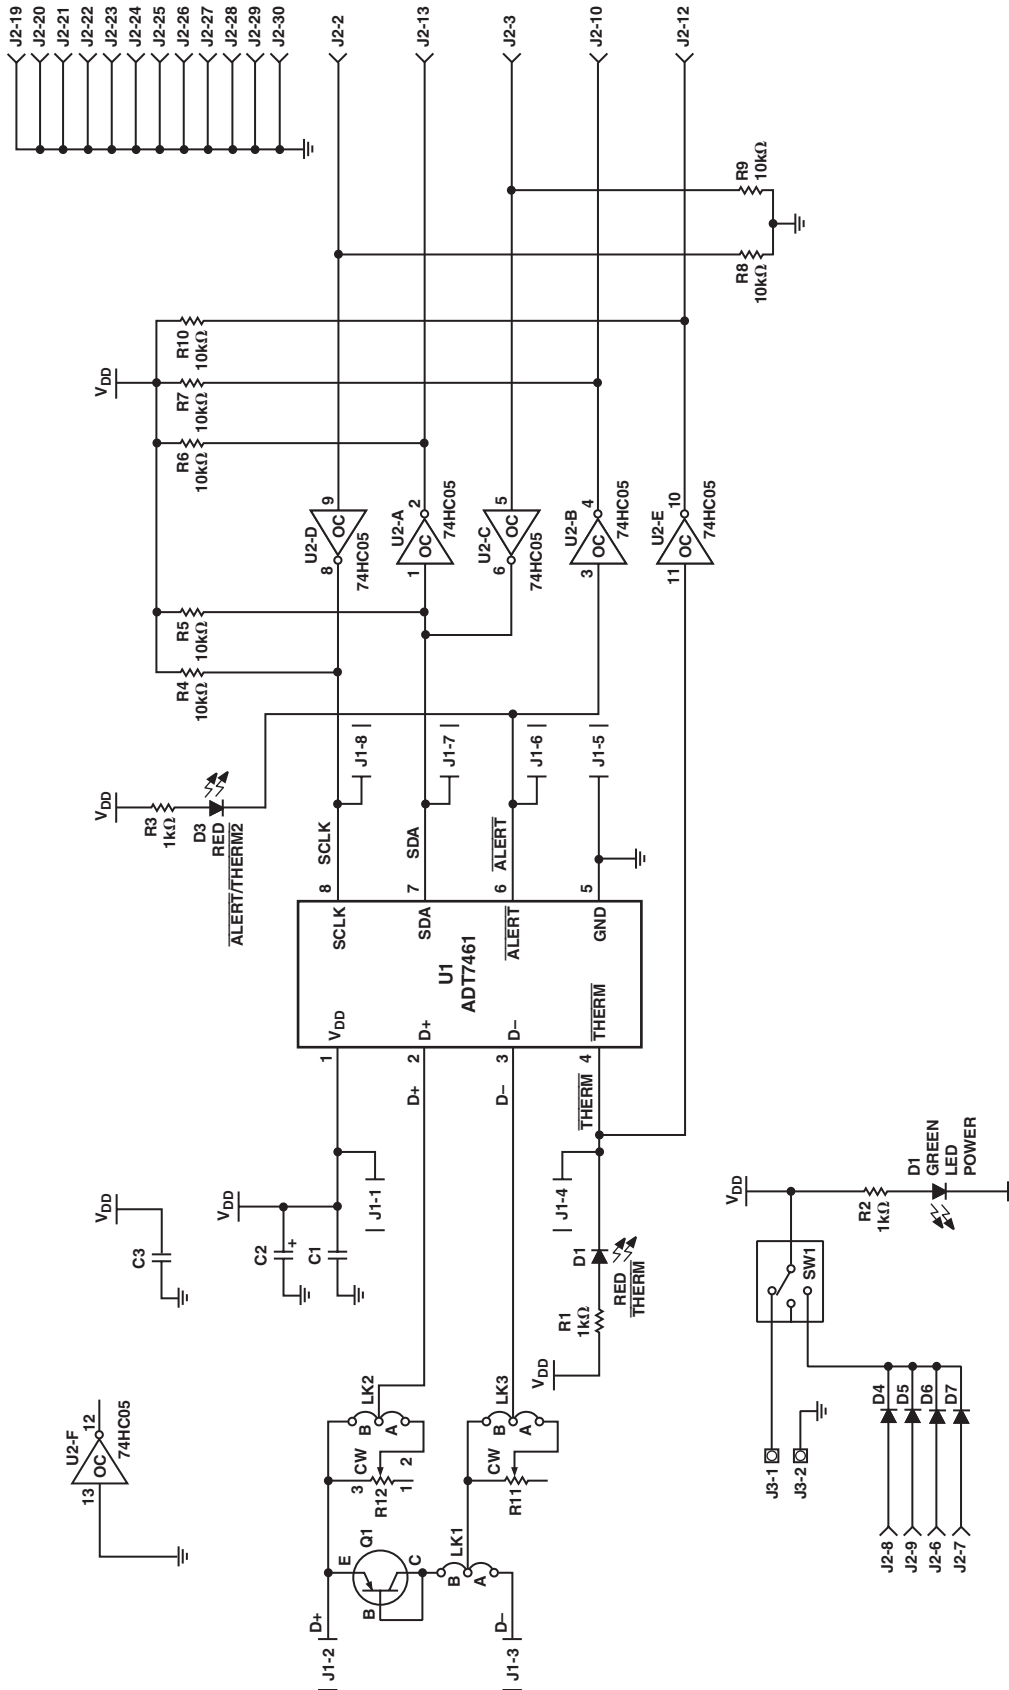 J2-19
J2-20
J2-21
J2-22
J2-23
J2-24
J2-25
J2-26
J2-27
J2-28
J2-29
J2-30
J2-2
J2-13
J2-3
J2-10
J2-12
R9
10kΩ
R8
10kΩ
VDD
R10
10kΩ
R7
10kΩ
R6
10kΩ
R5
10kΩ
R4
10kΩ
U2-D
OC
9
8
74HC05
U2-A
OC
2
1
74HC05
U2-C
OC
5
6
74HC05
U2-B
OC
4
3
74HC05
U2-E
OC
10
11
74HC05
VDD
R3
1kΩ
D3
RED
ALERT/THERM2
J1-8
J1-7
J1-6
J1-5
SCLK
SDA
ALERT
8
7
6
5
SCLK
SDA
ALERT
GND
U1
ADT7461
VDD
D+
D–
THERM
1
2
3
4
D+
D–
THERM
VDD
C3
VDD
C2
+
C1
J1-1
J1-4
D1
RED
THERM
R1
1kΩ
VDD
VDD
D1
GREEN
LED
POWER
R2
1kΩ
SW1
D4
D5
D6
D7
J3-1
J3-2
J2-8
J2-9
J2-6
J2-7
U2-F
OC
12
13
74HC05
LK2
B
A
CW
3
2
1
R12
LK3
B
A
CW
R11
Q1
E
B
C
LK1
B
A
D+
J1-2
D–
J1-3